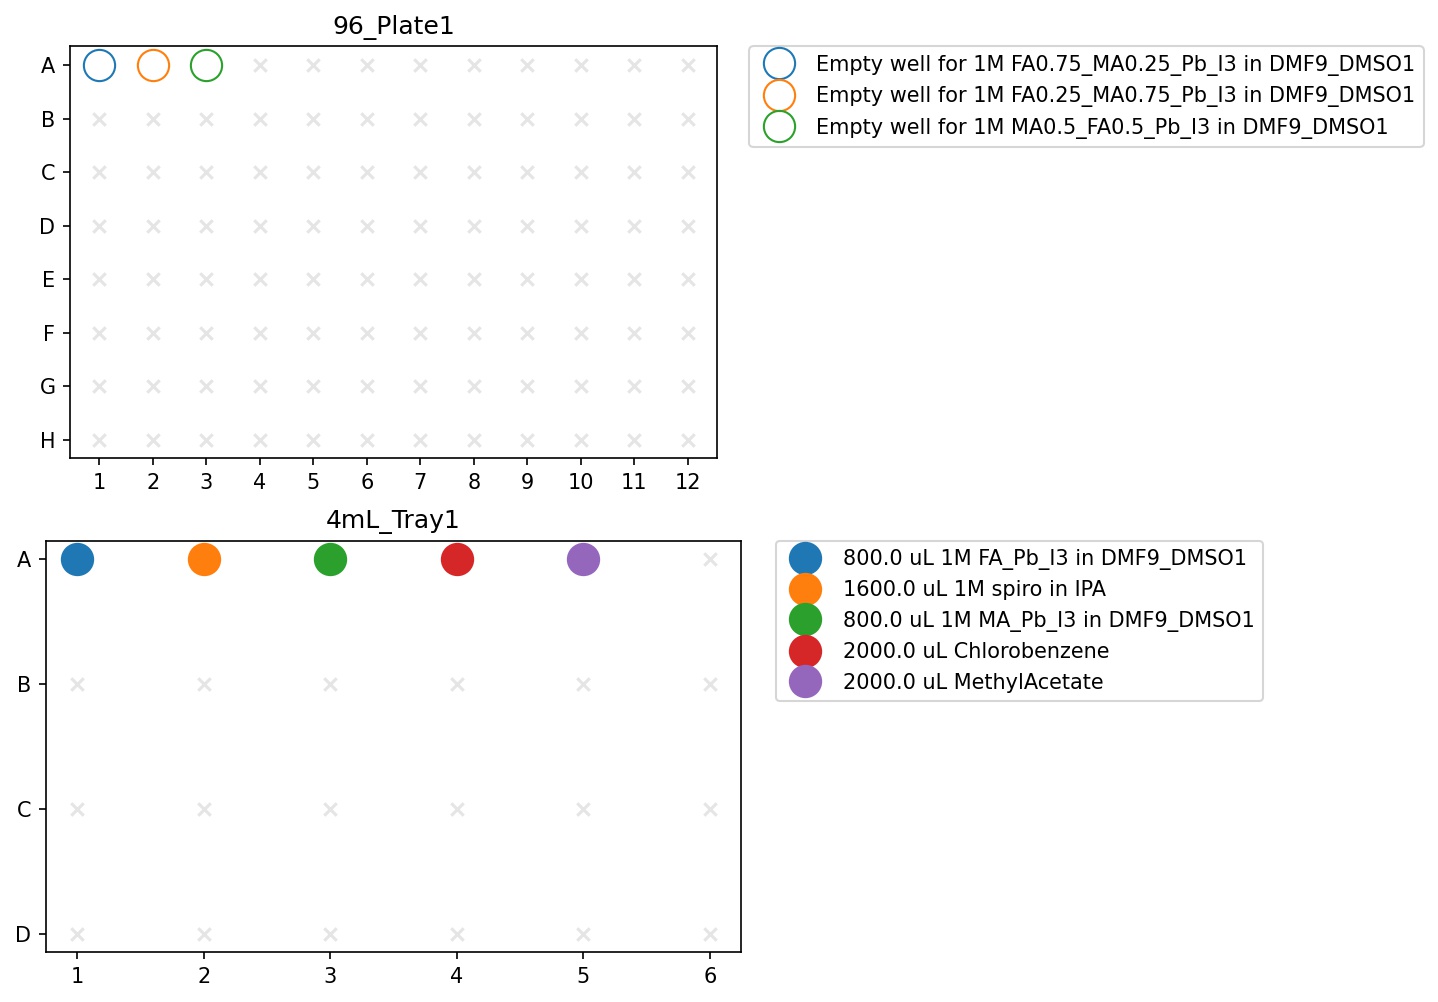 96_Plate1
A
B
C
D
E
F
G
H
1 2 3 4 5 6 7 8 9 10 11 12
Empty well for 1M FA0.75_MA0.25_Pb_I3 in DMF9_DMSO1
Empty well for 1M FA0.25_MA0.75_Pb_I3 in DMF9_DMSO1
Empty well for 1M MA0.5_FA0.5_Pb_I3 in DMF9_DMSO1
4mL_Tray1
A
B
C
D
1 2 3 4 5 6
800.0 uL 1M FA_Pb_I3 in DMF9_DMSO1
1600.0 uL 1M spiro in IPA
800.0 uL 1M MA_Pb_I3 in DMF9_DMSO1
2000.0 uL Chlorobenzene
2000.0 uL MethylAcetate